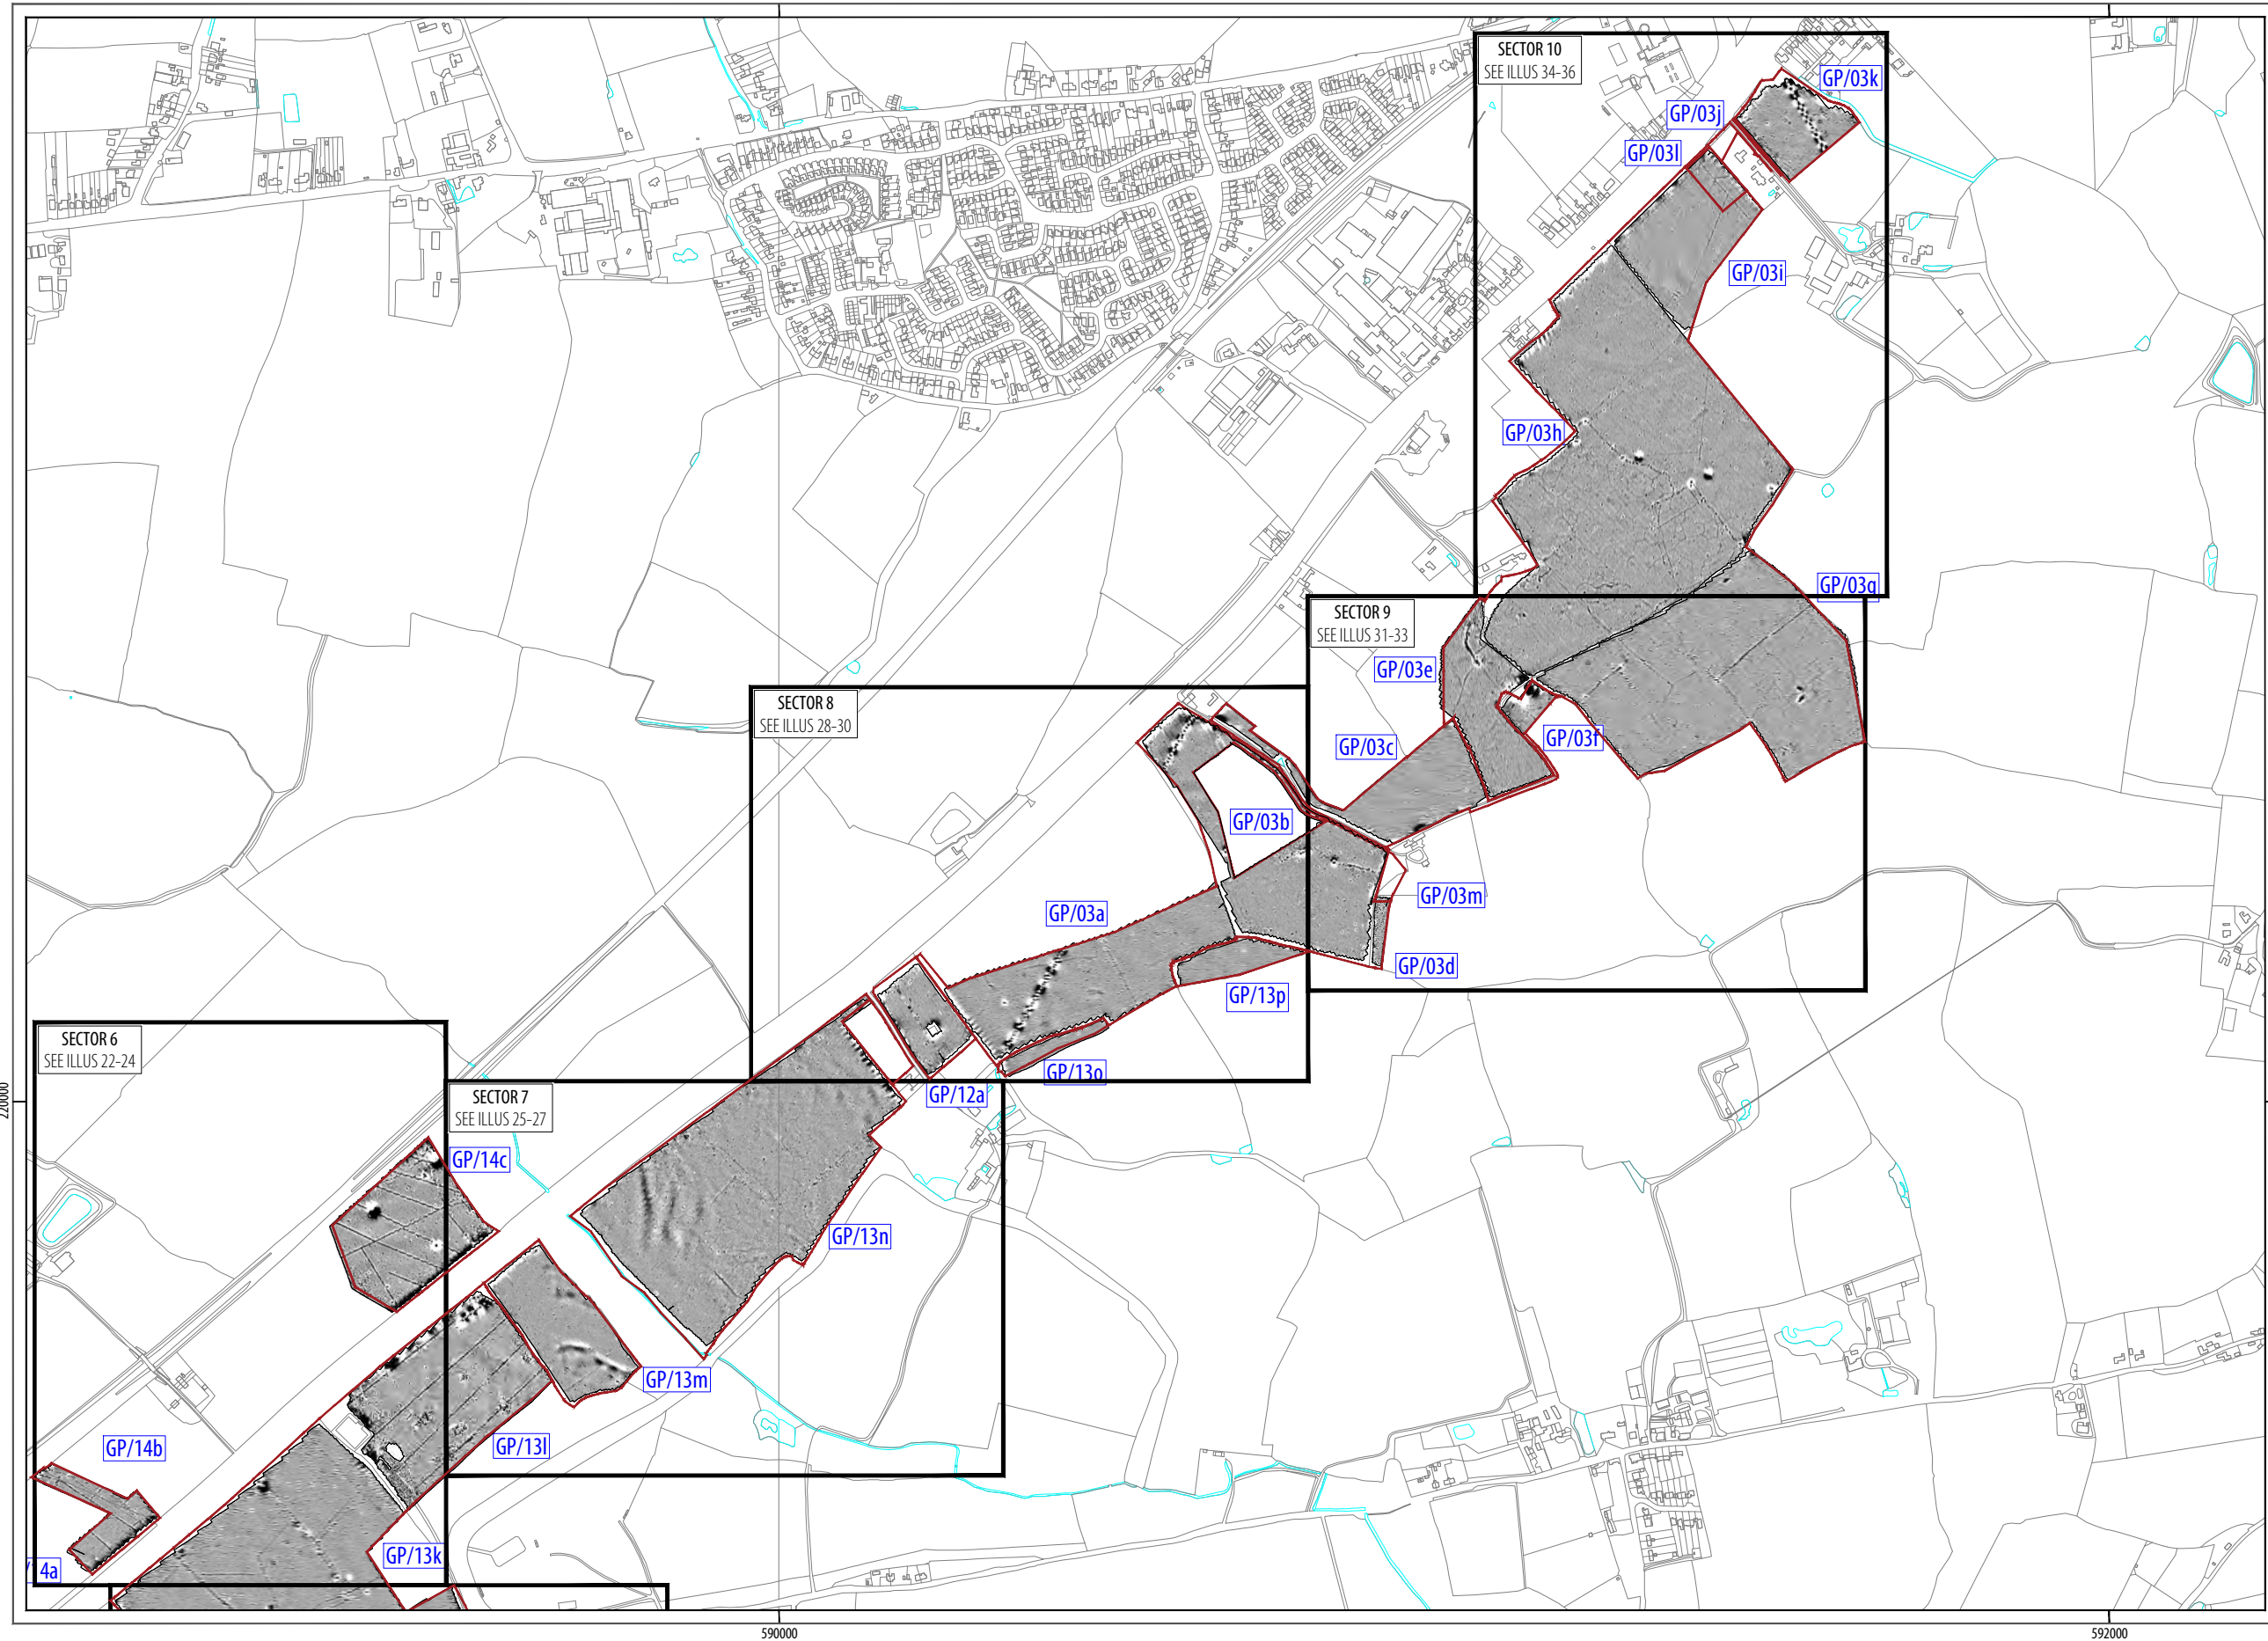 SECTOR 10
SEE ILLUS 34-36
GP/03k
GP/03j
GP/03l
GP/03i
GP/03h
GP/03g
SECTOR 9
SEE ILLUS 31-33
GP/03e
GP/03f
GP/03c
SECTOR 8
SEE ILLUS 28-30
GP/03b
GP/03m
GP/03a
GP/03d
GP/13p
GP/13o
GP/12a
SECTOR 6
SEE ILLUS 22-24
SECTOR 7
SEE ILLUS 25-27
GP/14c
GP/13n
GP/13m
GP/13l
GP/14b
GP/13k
4a
220000
590000
592000